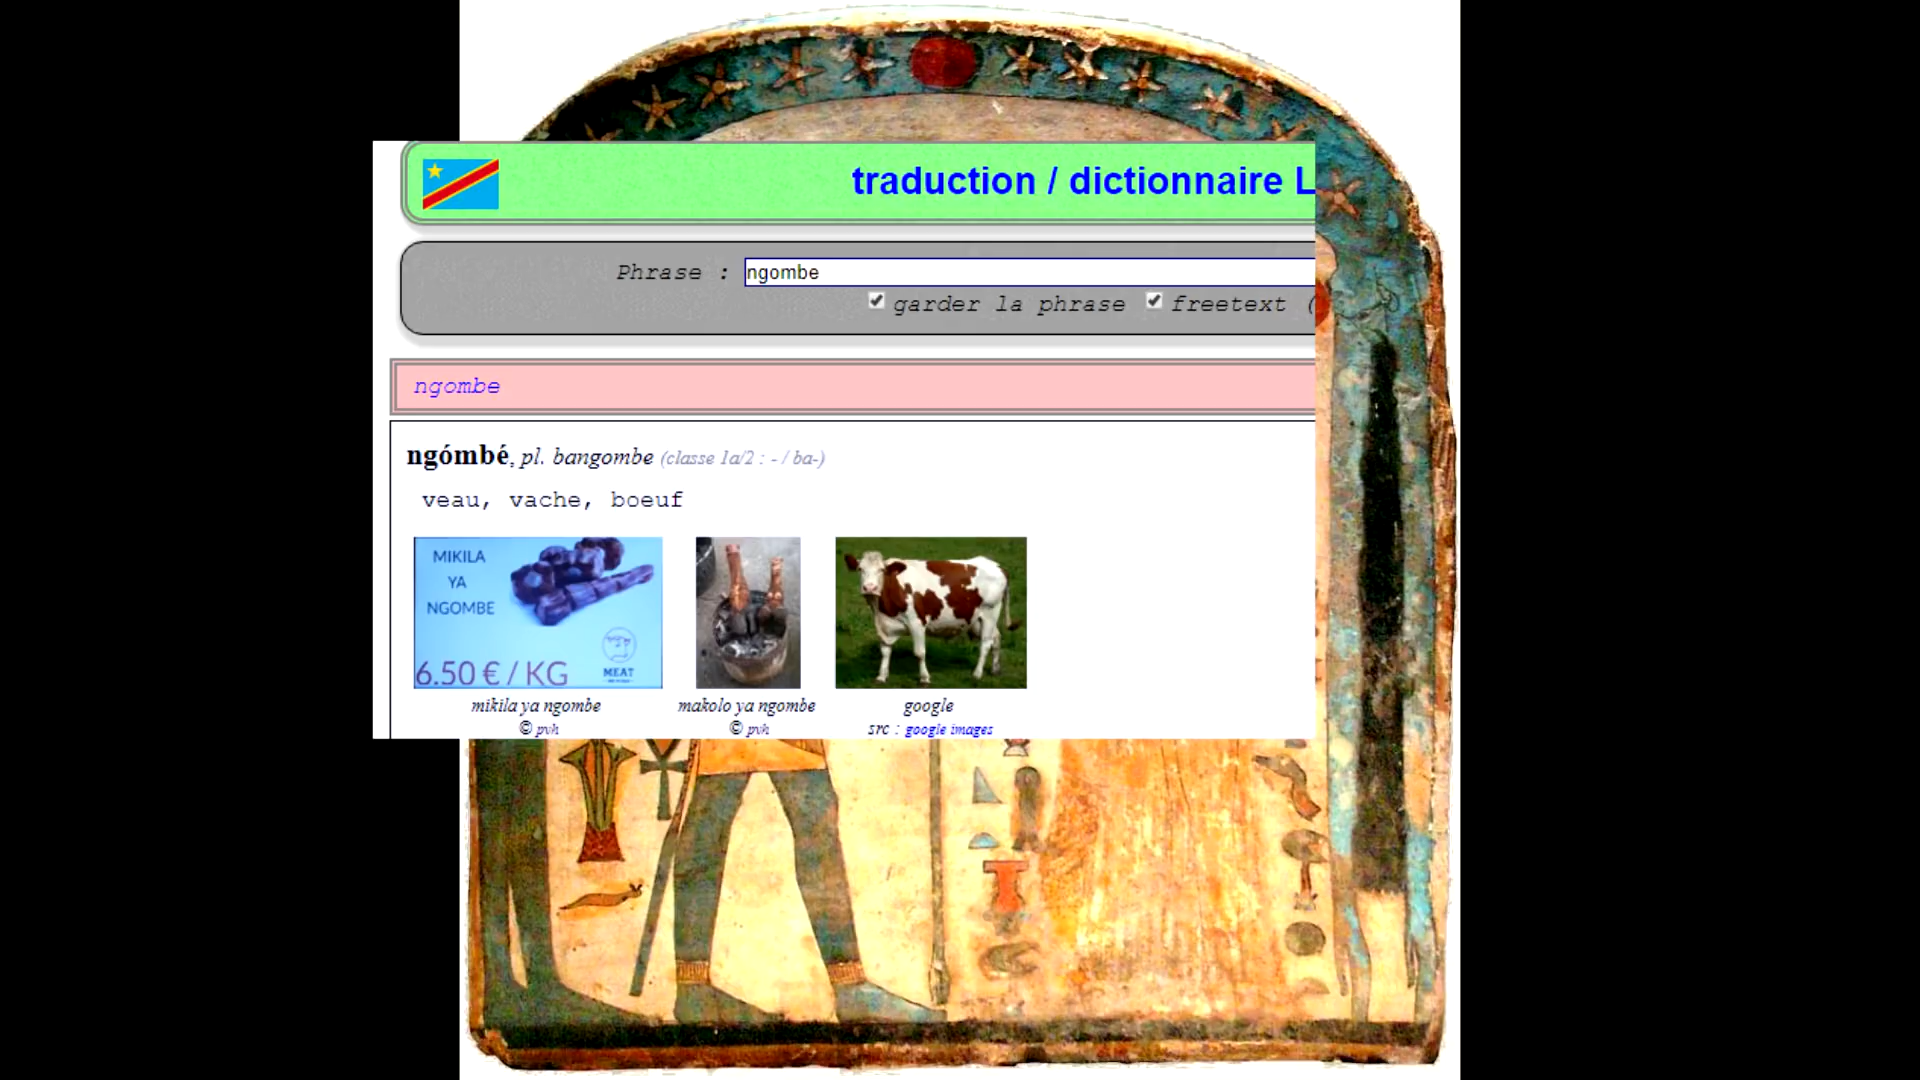 traduction / dictionnaire L
Phrase : ngombe
garder la phrase freetext (
ngombe
ngómbé, pl. bangombe (classe 1a/2 : - / ba-)
veau, vache, boeuf
MIKILA
YA
NGOMBE
6.50 € / KG
MEAT
mikila ya ngombe
© pvh
makolo ya ngombe
© pvh
google
src : google images